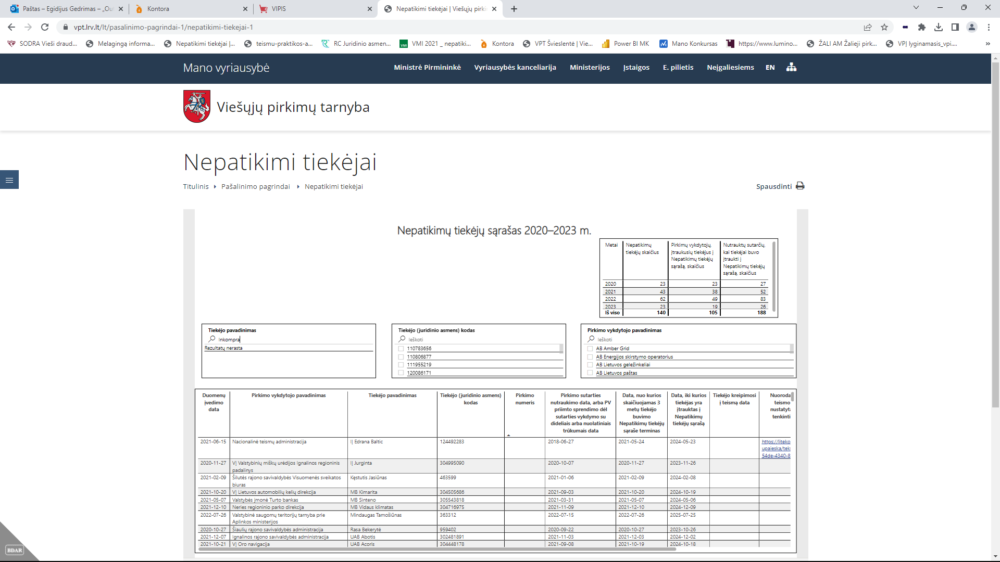 Paštas – Egidijus Gedrimas – „Out
Kontora
VIPIS
Nepatikimi tiekėjai | Viešųjų pirki
vpt.lrv.lt/lt/pasalinimo-pagrindai-1/nepatikimi-tiekejai-1
SODRA Vieši draud...
Melagingą informa...
Nepatikimi tiekėjai |...
teismu-praktikos-a...
RC Juridinio asmen...
VMI 2021 _ nepatiki...
Kontora
VPT Švieslentė | Vie...
Power BI MK
Mano Konkursas
https://www.lumino...
ŽALI AM Žalieji pirk...
VPĮ lyginamasis_vpi....
»
Mano vyriausybė
Ministrė Pirmininkė
Vyriausybės kanceliarija
Ministerijos
Įstaigos
E. pilietis
Neįgaliesiems
EN
Viešųjų pirkimų tarnyba
Nepatikimi tiekėjai
Titulinis
Pašalinimo pagrindai
Nepatikimi tiekėjai
Spausdinti
Nepatikimų tiekėjų sąrašas 2020–2023 m.
Metai
Nepatikimų
tiekėjų skaičius
Pirkimų vykdytojų,
įtraukusių tiekėjus į
Nepatikimų tiekėjų
sąrašą, skaičius
Nutrauktų sutarčių,
kai tiekėjai buvo
įtraukti į
Nepatikimų tiekėjų
sąrašą, skaičius
2020 23 23 27
2021 43 38 52
2022 62 49 83
2023 23 19 26
Iš viso 140 105 188
Tiekėjo pavadinimas
Inkompra
Rezultatų nerasta
Tiekėjo (juridinio asmens) kodas
Ieškoti
110783656
110806877
111955219
120086171
Pirkimo vykdytojo pavadinimas
Ieškoti
AB Amber Grid
AB Energijos skirstymo operatorius
AB Lietuvos geležinkeliai
AB Lietuvos paštas
Duomenų
įvedimo
data
Pirkimo vykdytojo pavadinimas
Tiekėjo pavadinimas
Tiekėjo (juridinio asmens)
kodas
Pirkimo
numeris
Pirkimo sutarties
nutraukimo data, arba PV
priimto sprendimo dėl
sutarties vykdymo su
dideliais arba nuolatiniais
trūkumais data
Data, nuo kurios
skaičiuojamas 3
metų tiekėjo
buvimo
Nepatikimų tiekėjų
sąraše terminas
Data, iki kurios
tiekėjas yra
įtrauktas į
Nepatikimų
tiekėjų sąrašą
Tiekėjo kreipimosi
į teismą data
Nuoroda
teismo
nustatyta
tenkinti
2021-06-15 Nacionalinė teismų administracija IĮ Edrana Baltic 124492283 2018-06-27 2021-05-24 2024-05-23 https://liteko
upaieska/tek
54de-4340-8
2020-11-27 VĮ Valstybinių miškų urėdijos Ignalinos regioninis IĮ Jurginta 304995090 2020-10-07 2020-11-27 2023-11-26
padalinys
2021-02-09 Šilutės rajono savivaldybės Visuomenės sveikatos Kęstutis Jasiūnas 463599 2021-01-06 2021-02-09 2024-02-08
biuras
2021-10-20 VĮ Lietuvos automobilių kelių direkcija MB Kimarita 304505686 2021-09-03 2021-10-20 2024-10-19
2021-05-07 Valstybės įmonė Turto bankas MB Sinteno 305543818 2021-03-31 2021-05-07 2024-05-06
2021-12-10 Neries regioninio parko direkcija MB Vidaus klimatas 304716975 2021-11-09 2021-12-10 2024-12-09
2022-07-26 Valstybinė saugomų teritorijų tarnyba prie Mindaugas Tamošiūnas 363312 2022-07-15 2022-07-26 2025-07-25
Aplinkos ministerijos
2020-10-27 Šiaulių rajono savivaldybės administracija Rasa Bekerytė 959402 2020-09-22 2020-10-27 2023-10-26
2021-12-07 Ignalinos rajono savivaldybės administracija UAB Abotis 302481891 2021-11-03 2021-12-03 2024-12-02
2021-10-21 VĮ Oro navigacija UAB Acoris 304448178 2021-09-08 2021-10-19 2024-10-18
BDAR